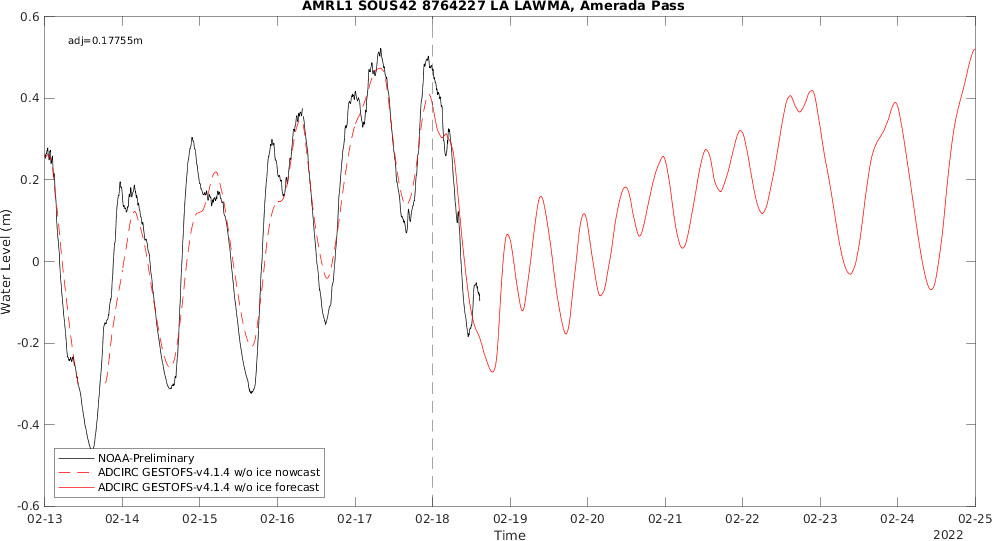 AMRL1 SOUS42 8764227 LA LAWMA, Amerada Pass
adj=0.17755m
0.6
0.4
0.2
0
-0.2
-0.4
-0.6
Water Level (m)
NOAA-Preliminary
ADCIRC GESTOFS-v4.1.4 w/o ice nowcast
ADCIRC GESTOFS-v4.1.4 w/o ice forecast
02-13 02-14 02-15 02-16 02-17 02-18 02-19 02-20 02-21 02-22 02-23 02-24 02-25
Time
2022